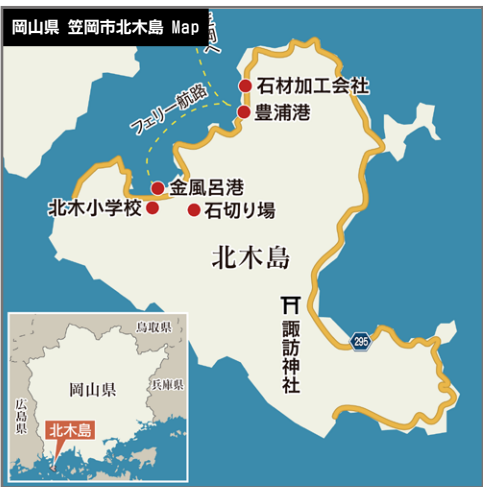 岡山県 笠岡市北木島 Map
笠岡へ
フェリー航路
石材加工会社
豊浦港
金風呂港
北木小学校
石切り場
北木島
諏訪神社
295
鳥取県
岡山県
兵庫県
広島県
北木島